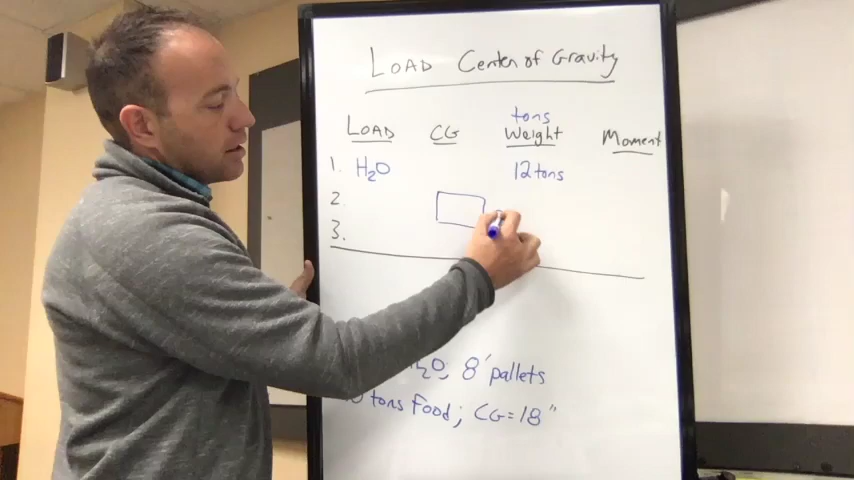 LOAD Center of Gravity
tons
LOAD CG Weight Moment
1. H₂O 12 tons
2.
3.
H₂O; 8' pallets
tons Food; CG=18"